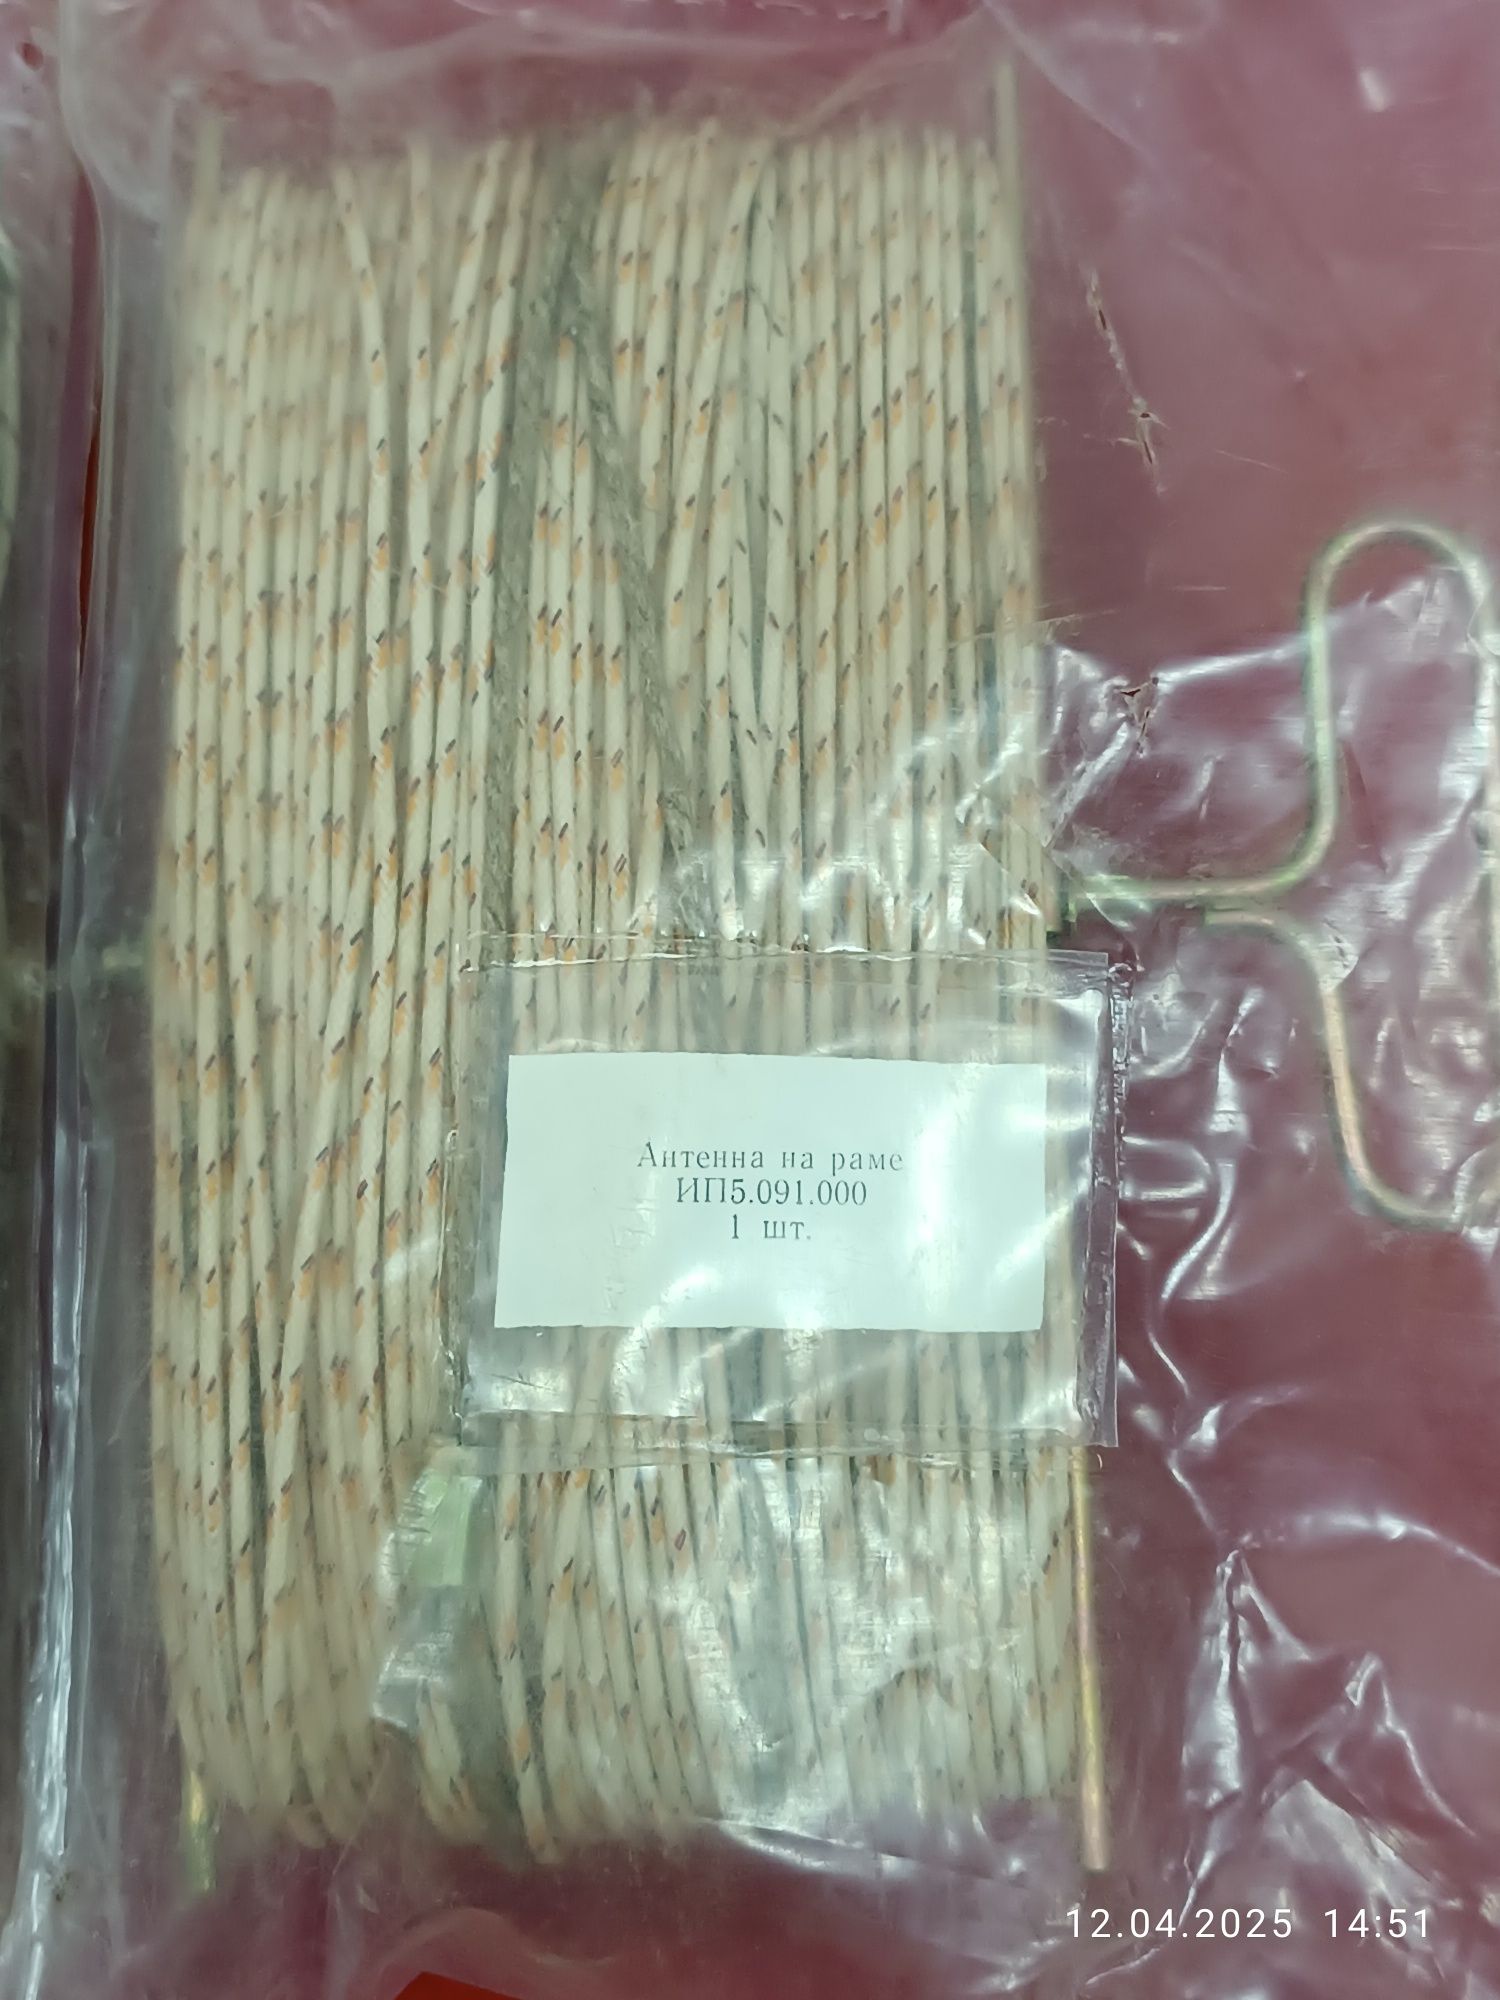 Антенна на раме
ИП5.091.000
1 шт.
12.04.2025 14:51